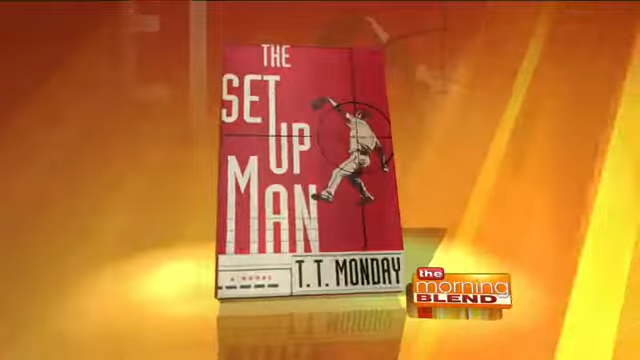 THE
SET
UP
MAN
A NOVEL
T. T. MONDAY
the
morning
BLEND